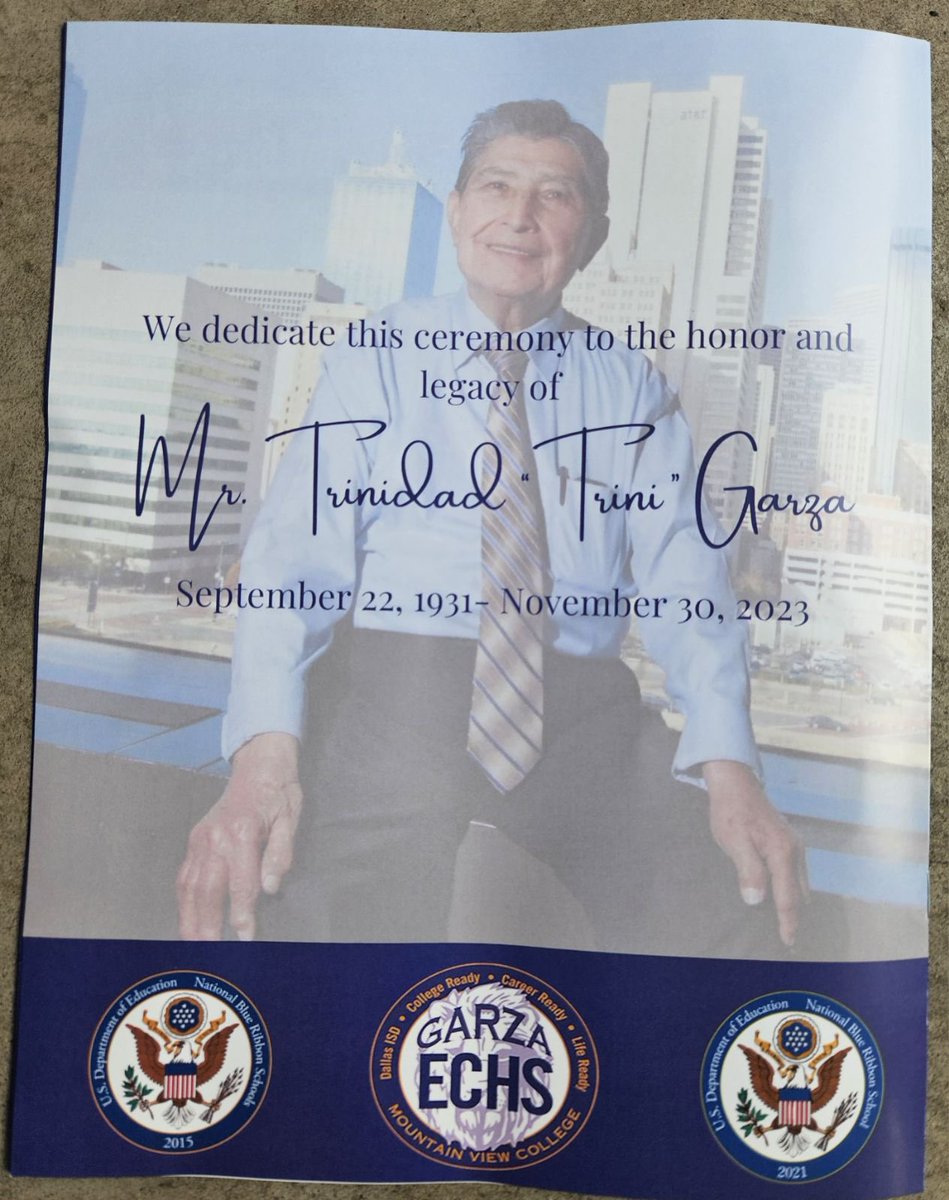 We dedicate this ceremony to the honor and
legacy of
Mr. Trinidad "Trini" Garza
September 22, 1931- November 30, 2023
U.S. Department of Education National Blue Ribbon Schools
2015
Dallas ISD • College Ready • Career Ready • Life Ready
GARZA
ECHS
MOUNTAIN VIEW COLLEGE
U.S. Department of Education National Blue Ribbon School
2021